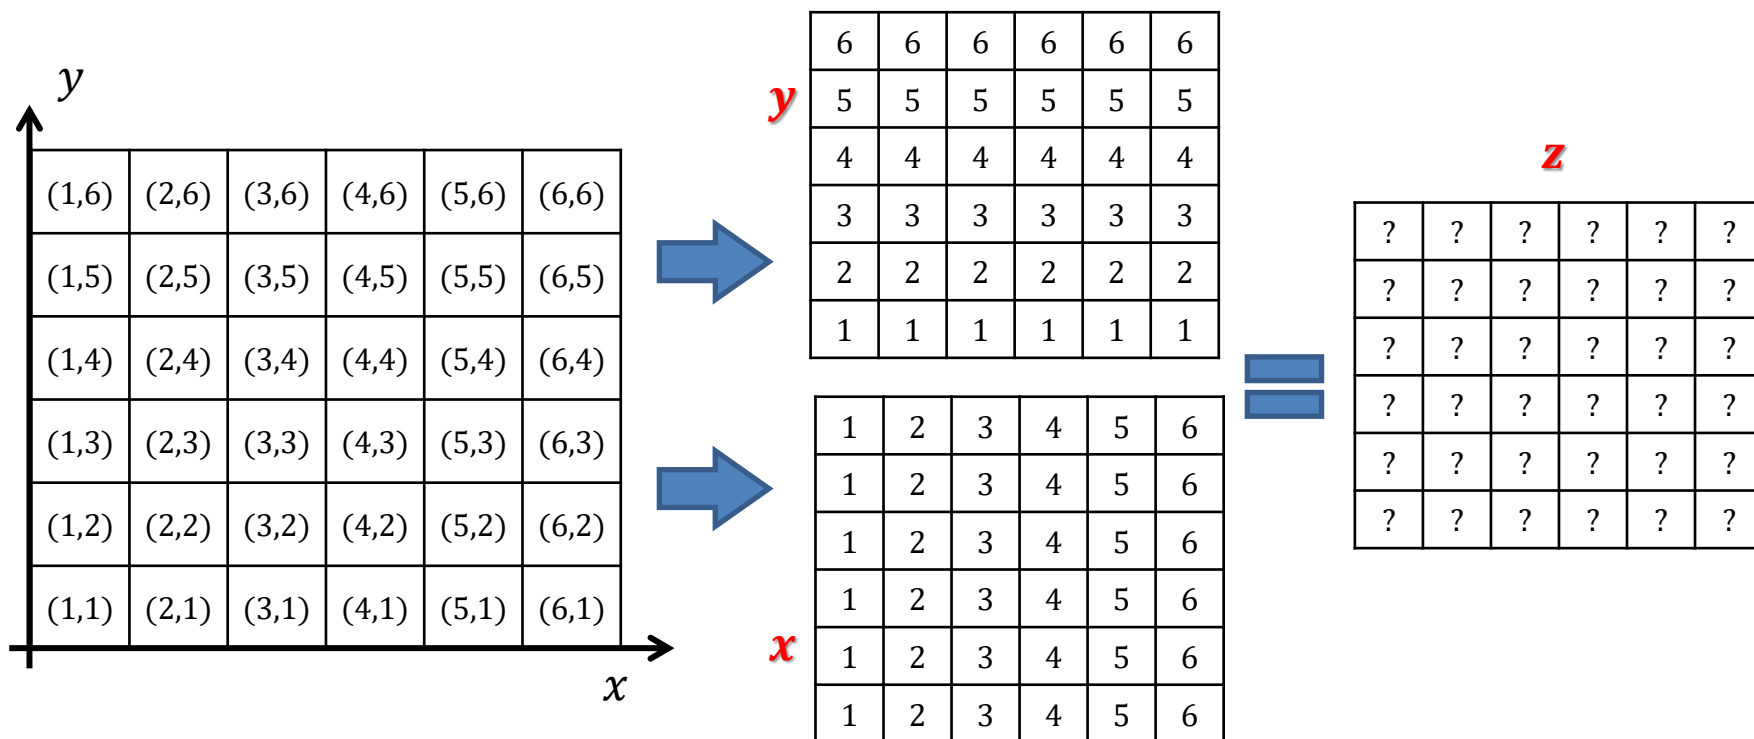 y
(1,6) (2,6) (3,6) (4,6) (5,6) (6,6)
(1,5) (2,5) (3,5) (4,5) (5,5) (6,5)
(1,4) (2,4) (3,4) (4,4) (5,4) (6,4)
(1,3) (2,3) (3,3) (4,3) (5,3) (6,3)
(1,2) (2,2) (3,2) (4,2) (5,2) (6,2)
(1,1) (2,1) (3,1) (4,1) (5,1) (6,1)
x
y
6 6 6 6 6 6
5 5 5 5 5 5
4 4 4 4 4 4
3 3 3 3 3 3
2 2 2 2 2 2
1 1 1 1 1 1
x
1 2 3 4 5 6
1 2 3 4 5 6
1 2 3 4 5 6
1 2 3 4 5 6
1 2 3 4 5 6
1 2 3 4 5 6
z
? ? ? ? ? ?
? ? ? ? ? ?
? ? ? ? ? ?
? ? ? ? ? ?
? ? ? ? ? ?
? ? ? ? ? ?